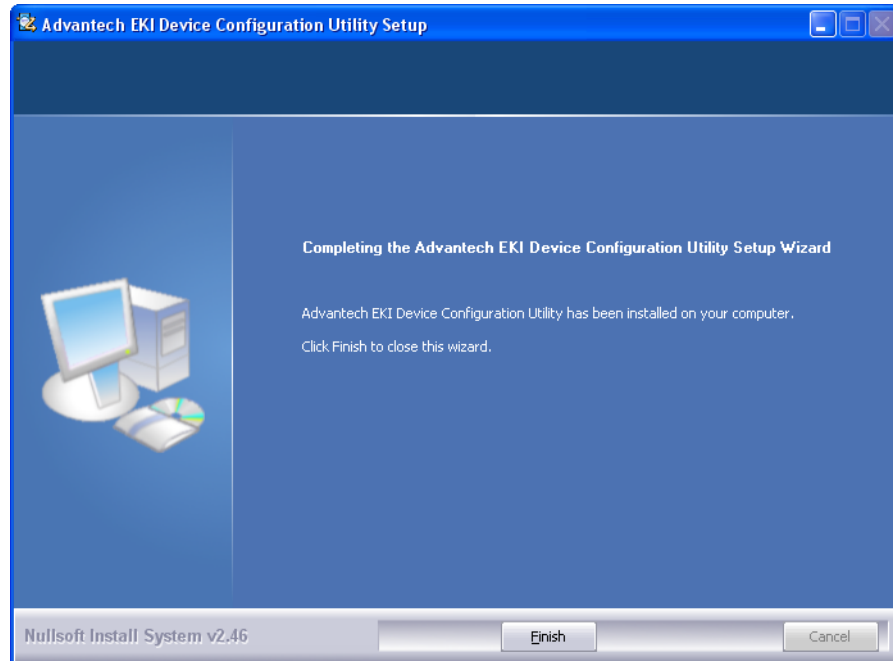 Advantech EKI Device Configuration Utility Setup
Completing the Advantech EKI Device Configuration Utility Setup Wizard
Advantech EKI Device Configuration Utility has been installed on your computer.
Click Finish to close this wizard.
Nullsoft Install System v2.46
Finish
Cancel